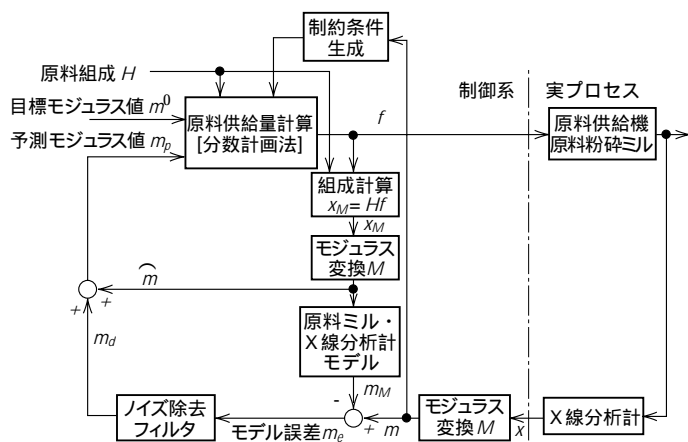 制約条件
生成
原料組成 H
目標モジュラス値 m⁰
予測モジュラス値 mₚ
原料供給量計算
[分数計画法]
f
制御系
実プロセス
原料供給機
原料粉砕ミル
組成計算
x_M = Hf
x_M
モジュラス
変換M
⌒
m
+
+
m_d
原料ミル・
X線分析計
モデル
-
m_M
ノイズ除去
フィルタ
モデル誤差mₑ
+
m
モジュラス
変換M
x
X線分析計